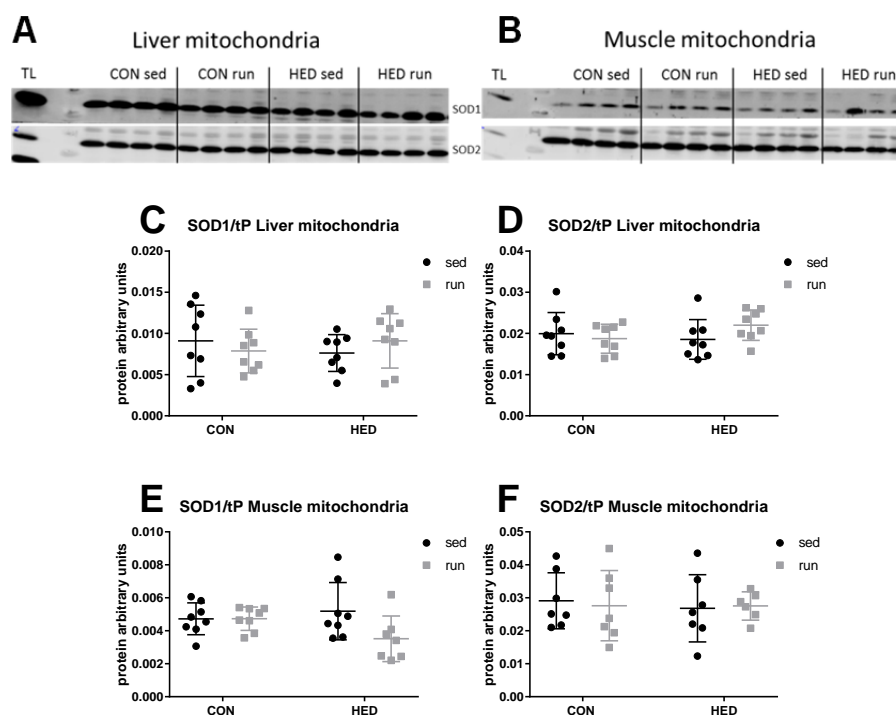 A
Liver mitochondria
TL CON sed CON run HED sed HED run
SOD1
SOD2
B
Muscle mitochondria
TL CON sed CON run HED sed HED run
C
SOD1/tP Liver mitochondria
protein arbitrary units
0.020
0.015
0.010
0.005
0.000
CON HED
sed
run
D
SOD2/tP Liver mitochondria
protein arbitrary units
0.04
0.03
0.02
0.01
0.00
CON HED
sed
run
E
SOD1/tP Muscle mitochondria
protein arbitrary units
0.010
0.008
0.006
0.004
0.002
0.000
CON HED
sed
run
F
SOD2/tP Muscle mitochondria
protein arbitrary units
0.05
0.04
0.03
0.02
0.01
0.00
CON HED
sed
run